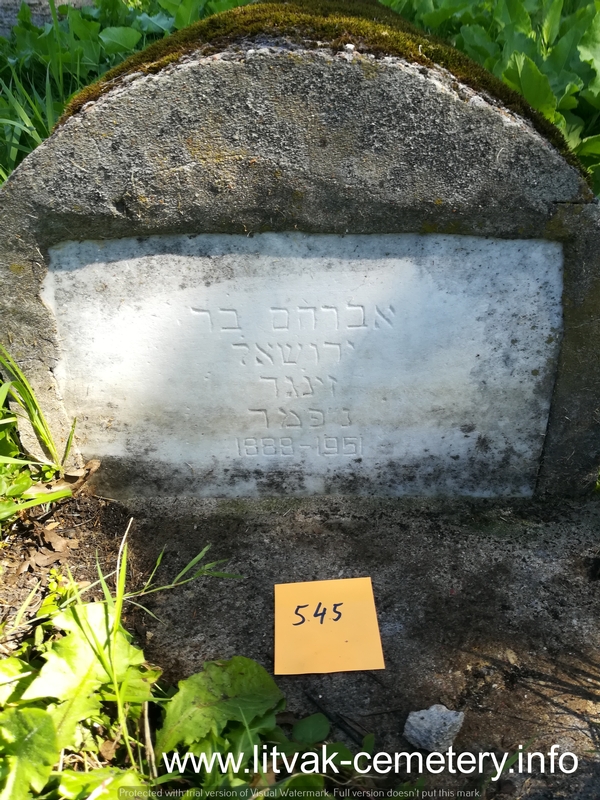 אברהם בר'
ירושאל
זינגר
נ'פמר
1888-1951
545
www.litvak-cemetery.info
Protected with trial version of Visual Watermark. Full version doesn't put this mark.